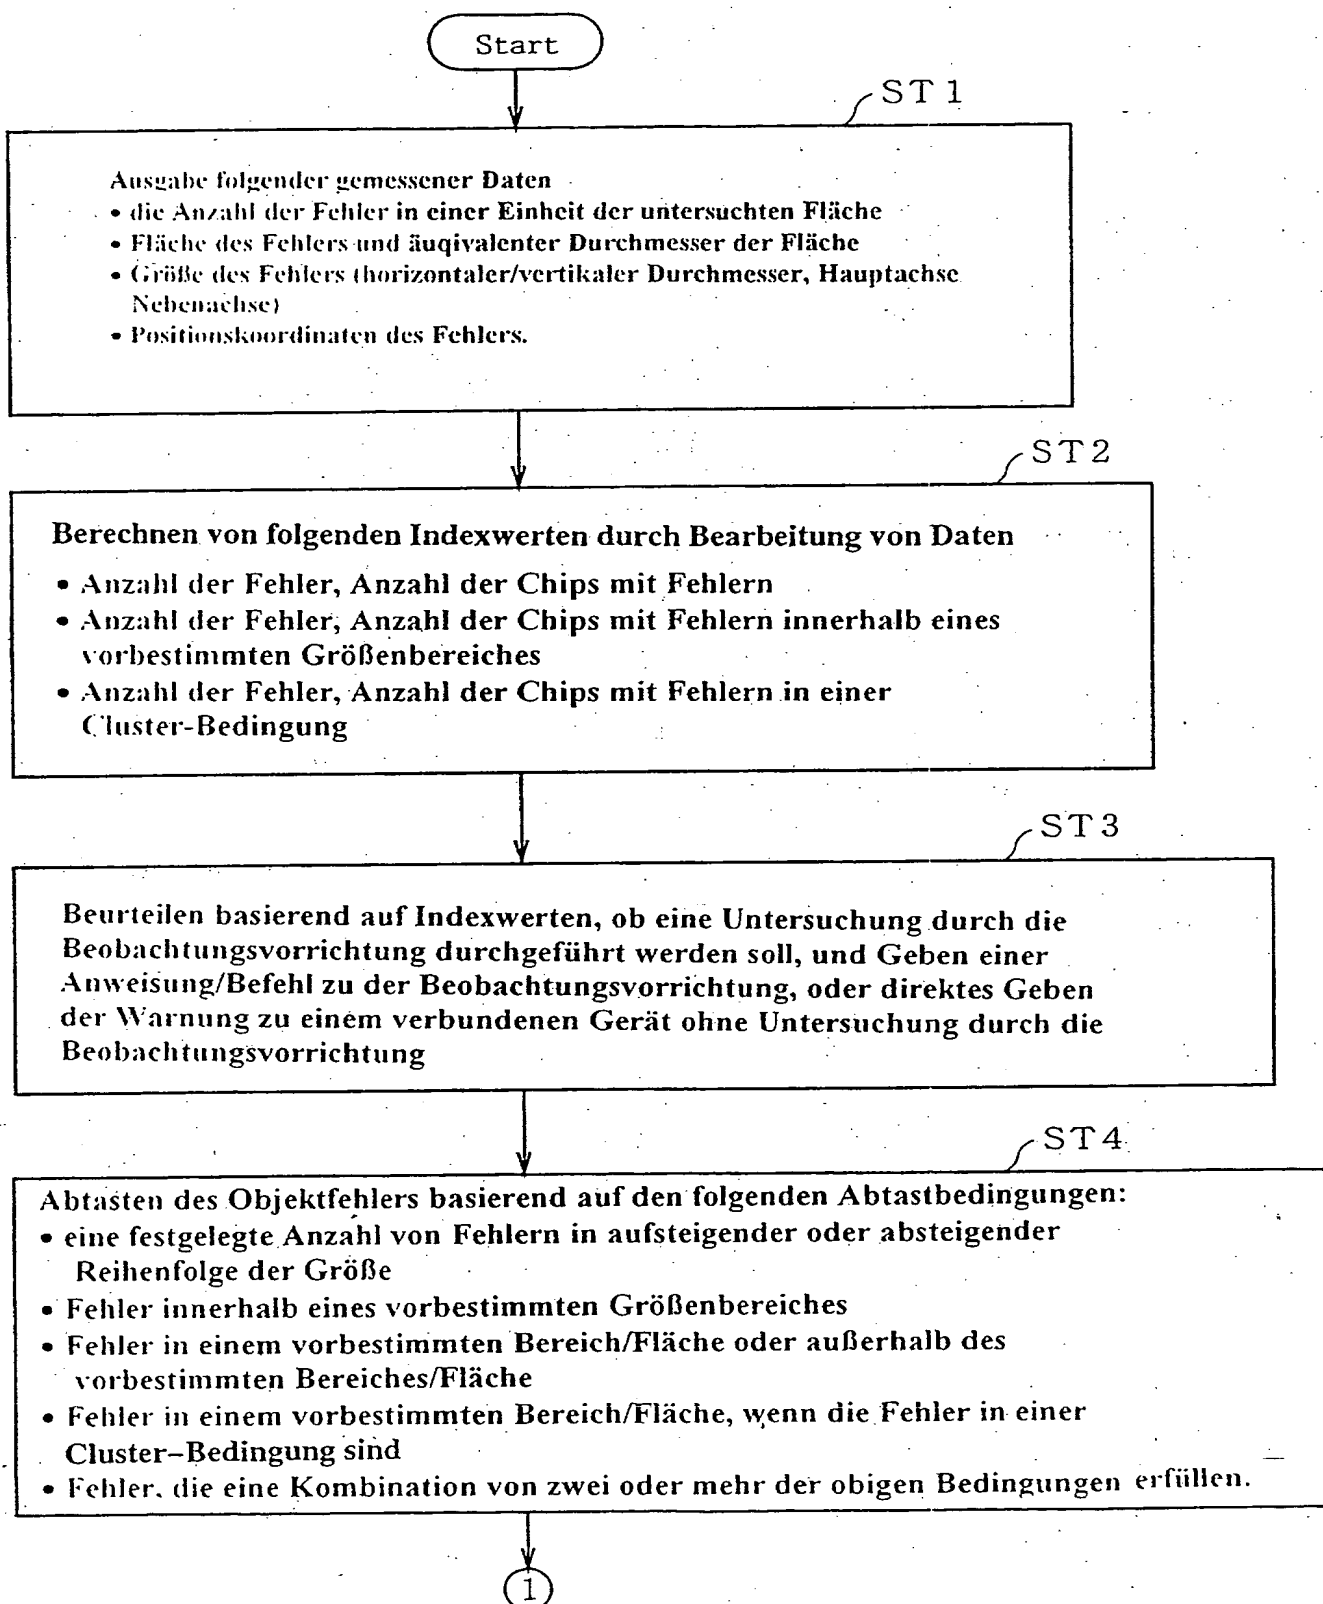 Start
ST1
Ausgabe folgender gemessener Daten
• die Anzahl der Fehler in einer Einheit der untersuchten Fläche
• Fläche des Fehlers und äuqivalenter Durchmesser der Fläche
• Größe des Fehlers (horizontaler/vertikaler Durchmesser, Hauptachse
Nebenachse)
• Positionskoordinaten des Fehlers.
ST2
Berechnen von folgenden Indexwerten durch Bearbeitung von Daten
• Anzahl der Fehler, Anzahl der Chips mit Fehlern
• Anzahl der Fehler, Anzahl der Chips mit Fehlern innerhalb eines
vorbestimmten Größenbereiches
• Anzahl der Fehler, Anzahl der Chips mit Fehlern in einer
Cluster-Bedingung
ST3
Beurteilen basierend auf Indexwerten, ob eine Untersuchung durch die
Beobachtungsvorrichtung durchgeführt werden soll, und Geben einer
Anweisung/Befehl zu der Beobachtungsvorrichtung, oder direktes Geben
der Warnung zu einem verbundenen Gerät ohne Untersuchung durch die
Beobachtungsvorrichtung
ST4
Abtasten des Objektfehlers basierend auf den folgenden Abtastbedingungen:
• eine festgelegte Anzahl von Fehlern in aufsteigender oder absteigender
Reihenfolge der Größe
• Fehler innerhalb eines vorbestimmten Größenbereiches
• Fehler in einem vorbestimmten Bereich/Fläche oder außerhalb des
vorbestimmten Bereiches/Fläche
• Fehler in einem vorbestimmten Bereich/Fläche, wenn die Fehler in einer
Cluster-Bedingung sind
• Fehler, die eine Kombination von zwei oder mehr der obigen Bedingungen erfüllen.
1